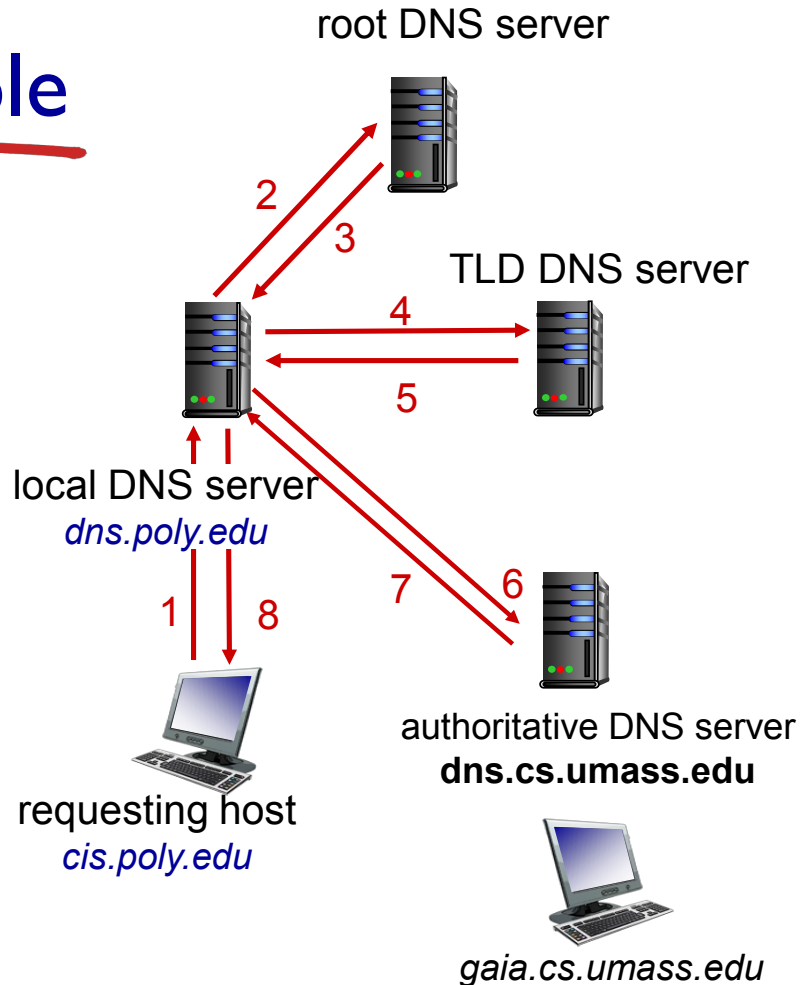 root DNS server
2
3
TLD DNS server
4
5
local DNS server
dns.poly.edu
1
8
7
6
requesting host
cis.poly.edu
authoritative DNS server
dns.cs.umass.edu
gaia.cs.umass.edu